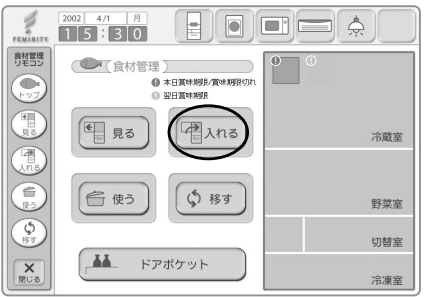 FEMINITY
2002 4/1 月
15:30
食材管理
リモコン
トップ
見る
入れる
使う
移す
閉じる
食材管理
! 本日賞味期限/賞味期限切れ
! 翌日賞味期限
見る
入れる
使う
移す
ドアポケット
! !
冷蔵室
野菜室
切替室
冷凍室